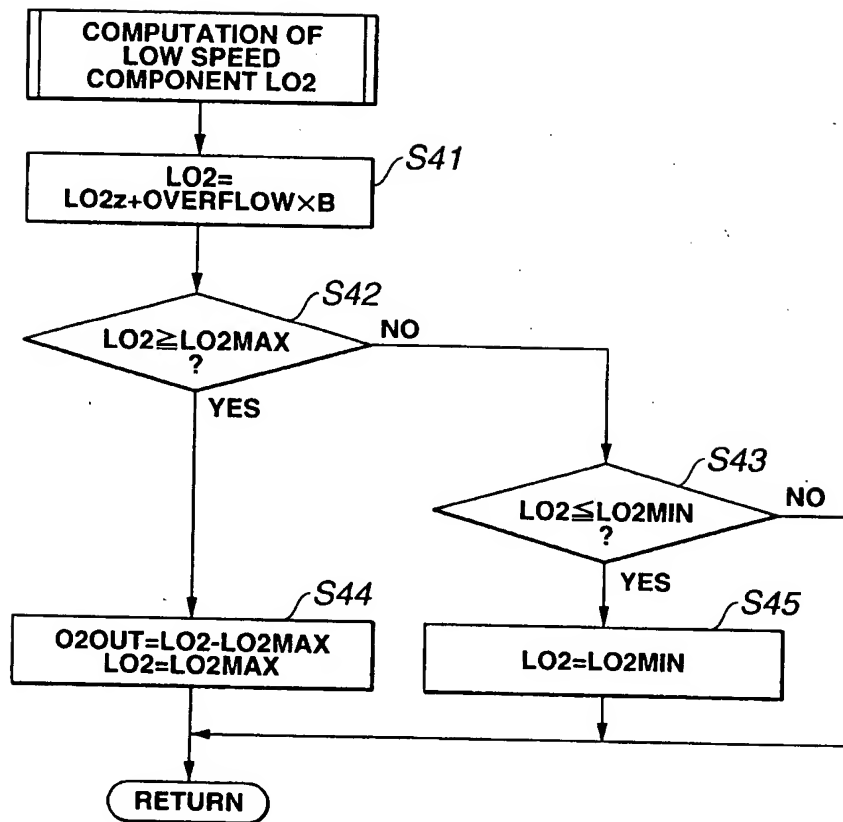 COMPUTATION OF
LOW SPEED
COMPONENT LO2
S41
LO2=
LO2z+OVERFLOW×B
S42
LO2≧LO2MAX
?
NO
YES
S43
LO2≦LO2MIN
?
NO
YES
S44
O2OUT=LO2-LO2MAX
LO2=LO2MAX
S45
LO2=LO2MIN
RETURN